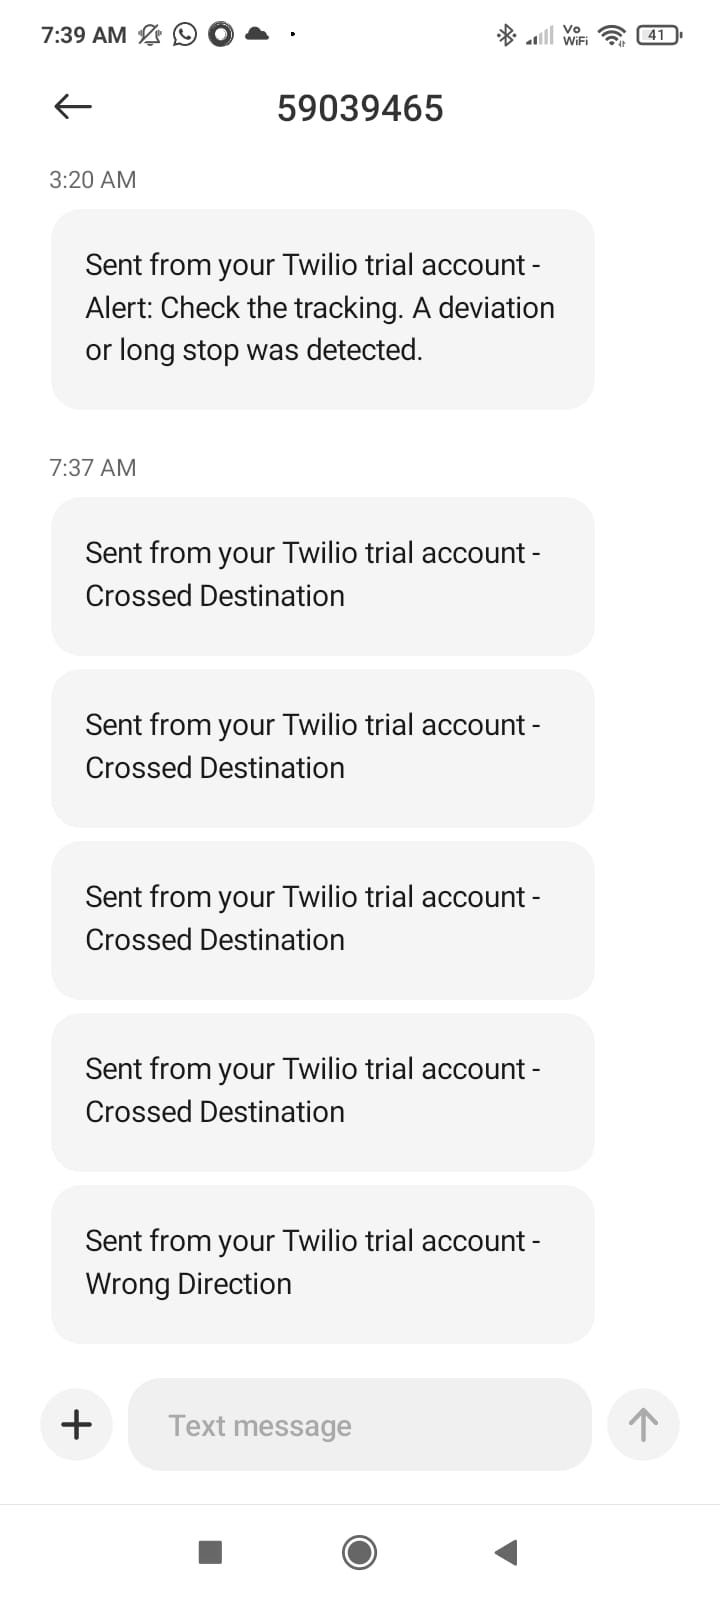 7:39 AM
Vo
WiFi
41
59039465
3:20 AM
Sent from your Twilio trial account -
Alert: Check the tracking. A deviation
or long stop was detected.
7:37 AM
Sent from your Twilio trial account -
Crossed Destination
Sent from your Twilio trial account -
Crossed Destination
Sent from your Twilio trial account -
Crossed Destination
Sent from your Twilio trial account -
Crossed Destination
Sent from your Twilio trial account -
Wrong Direction
Text message